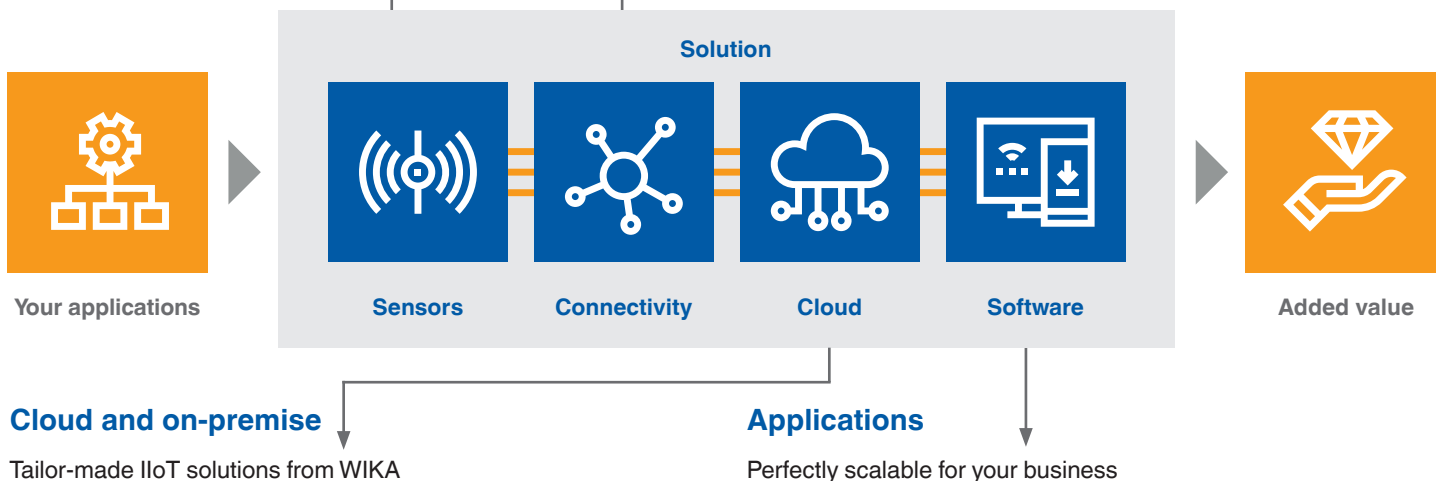 Solution
Your applications
Sensors
Connectivity
Cloud
Software
Added value
Cloud and on-premise
Tailor-made IIoT solutions from WIKA
Applications
Perfectly scalable for your business